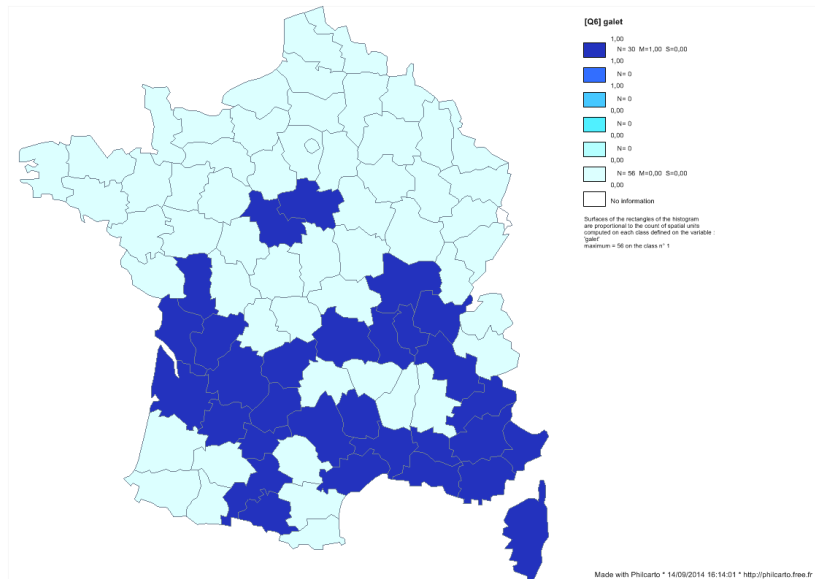 [Q6] galet
1,00
N= 30 M=1,00 S=0,00
1,00
N= 0
1,00
N= 0
0,00
N= 0
0,00
N= 0
0,00
N= 56 M=0,00 S=0,00
0,00
No information
Surfaces of the rectangles of the histogram
are proportional to the count of spatial units
computed on each class defined on the variable :
'galet'
maximum = 56 on the class n° 1
Made with Philcarto * 14/09/2014 16:14:01 * http://philcarto.free.fr